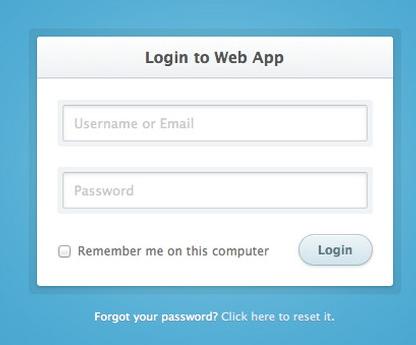 Login to Web App
Username or Email
Password
Remember me on this computer
Login
Forgot your password? Click here to reset it.